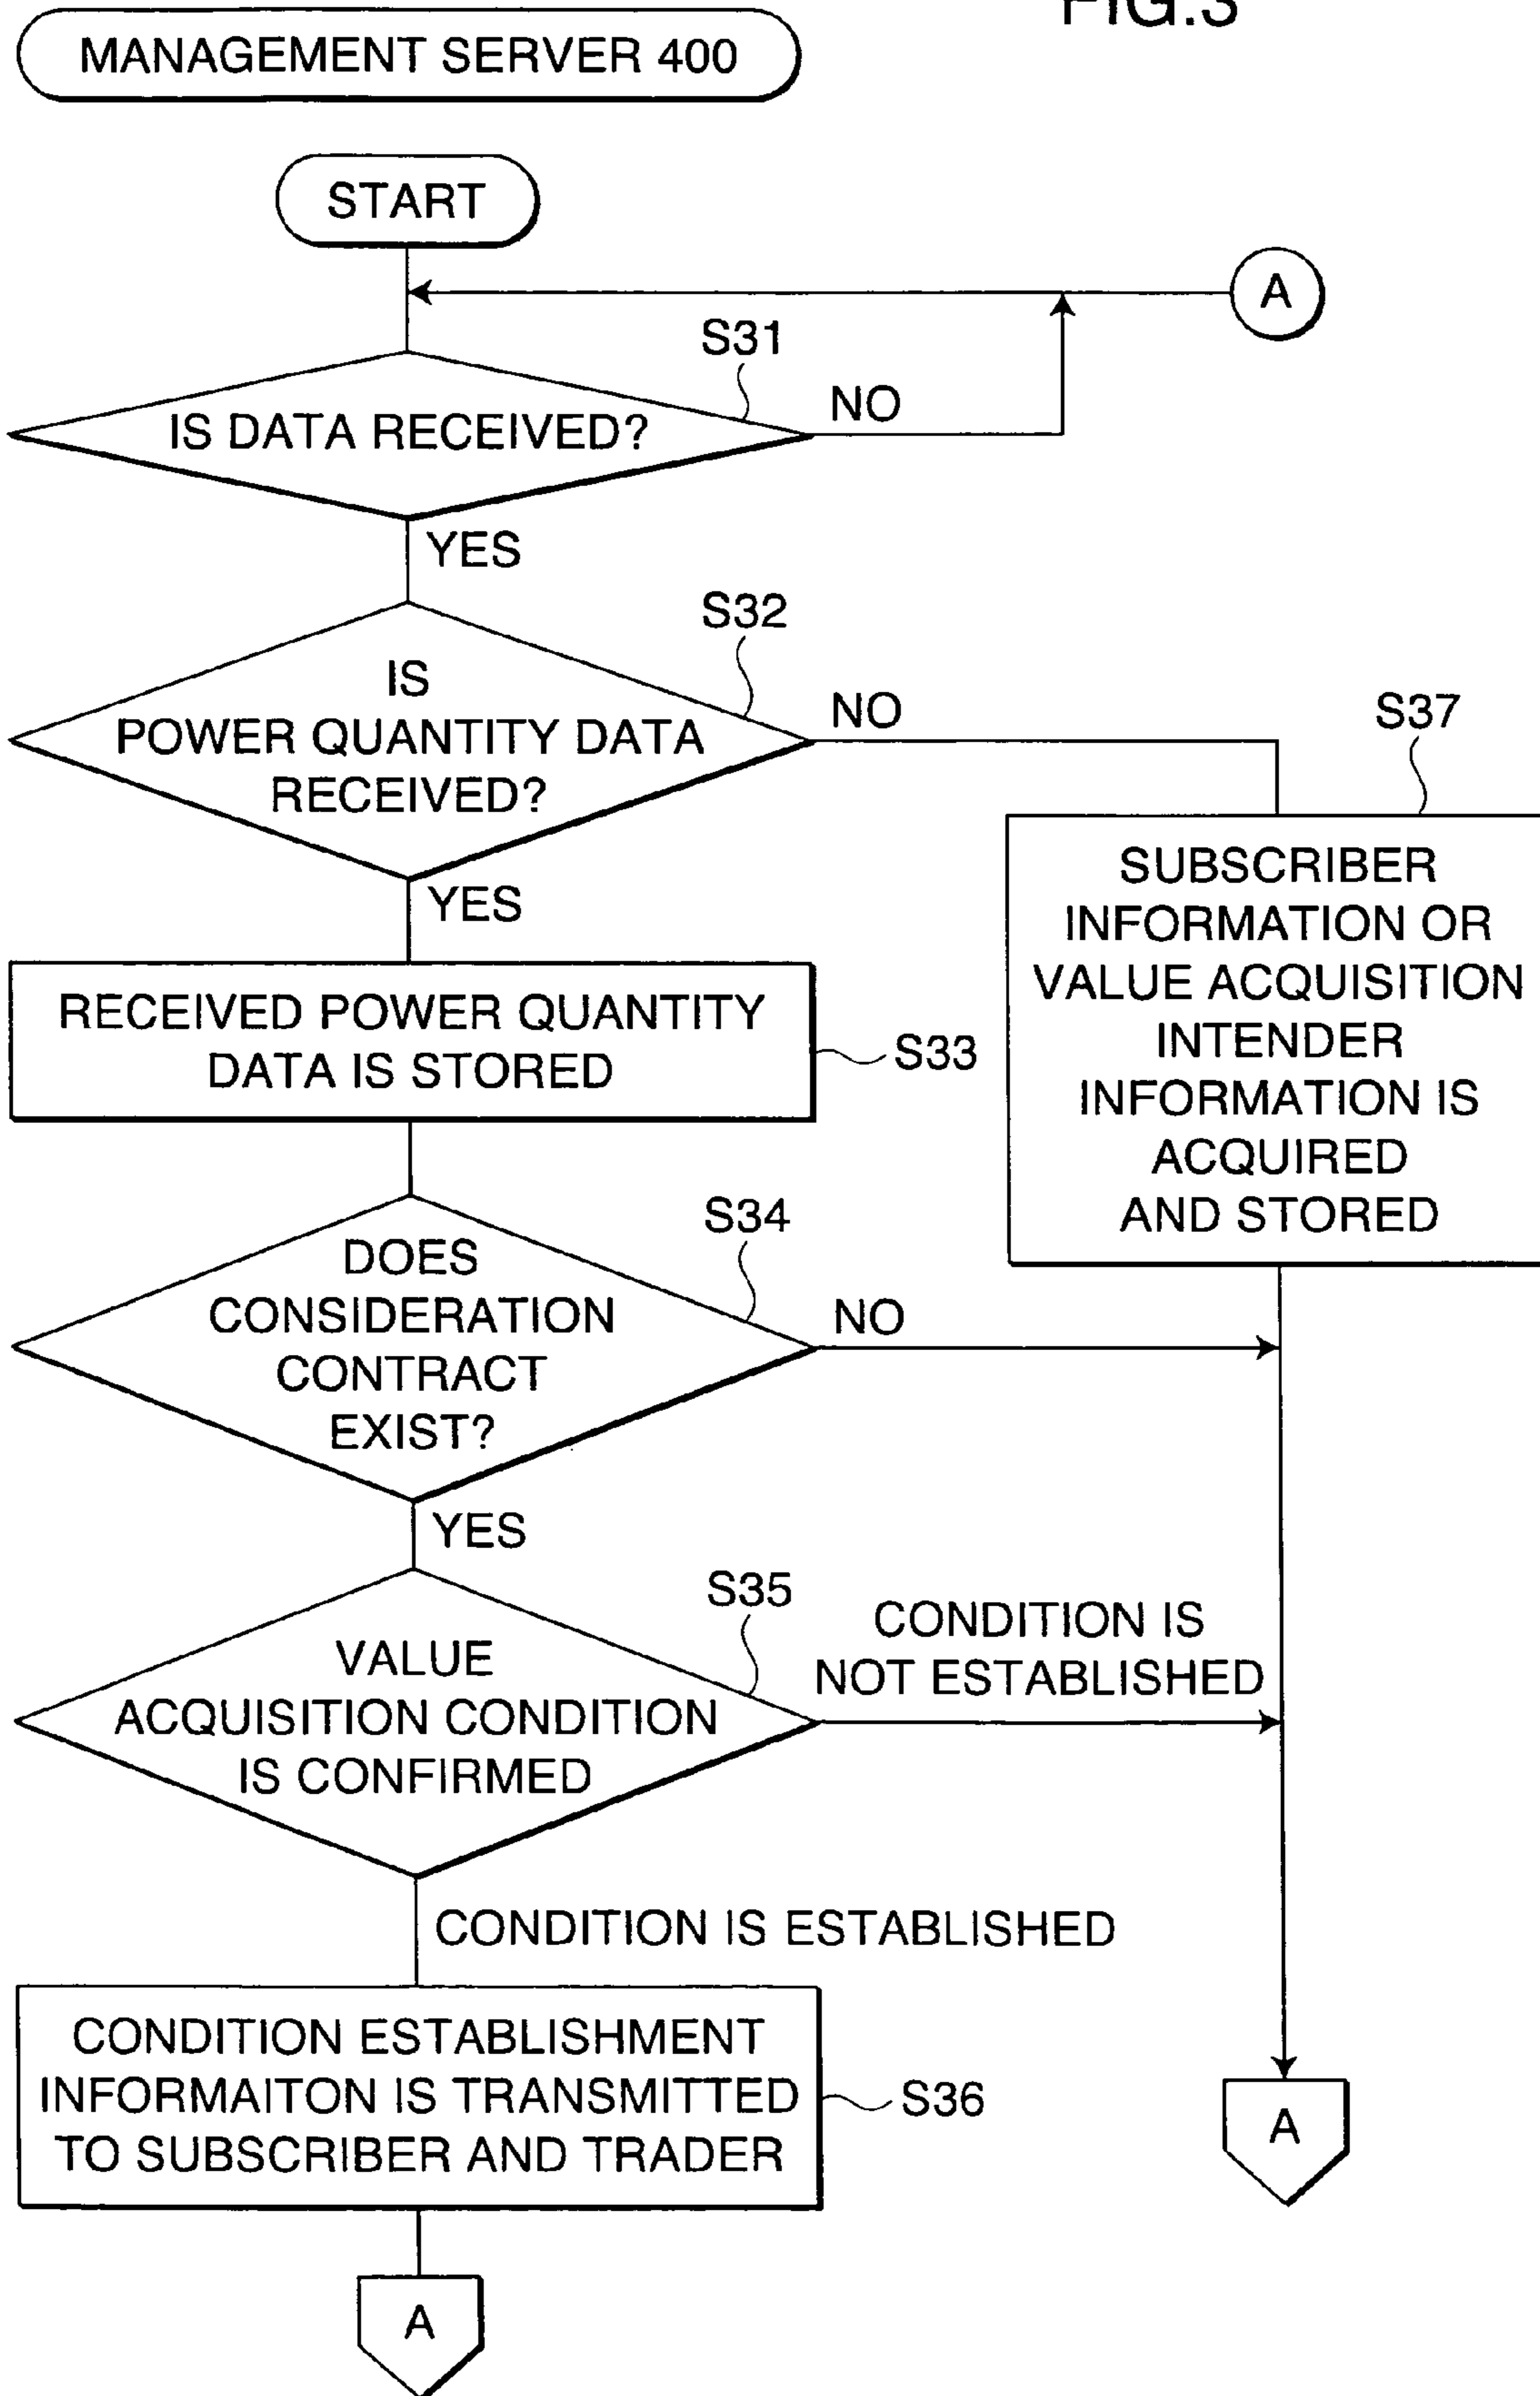 FIG.3
MANAGEMENT SERVER 400
START
A
S31
IS DATA RECEIVED?
NO
YES
S32
IS
POWER QUANTITY DATA
RECEIVED?
NO
YES
S37
SUBSCRIBER
INFORMATION OR
VALUE ACQUISITION
INTENDER
INFORMATION IS
ACQUIRED
AND STORED
RECEIVED POWER QUANTITY
DATA IS STORED
S33
S34
DOES
CONSIDERATION
CONTRACT
EXIST?
NO
YES
S35
VALUE
ACQUISITION CONDITION
IS CONFIRMED
CONDITION IS
NOT ESTABLISHED
CONDITION IS ESTABLISHED
CONDITION ESTABLISHMENT
INFORMAITON IS TRANSMITTED
TO SUBSCRIBER AND TRADER
S36
A
A